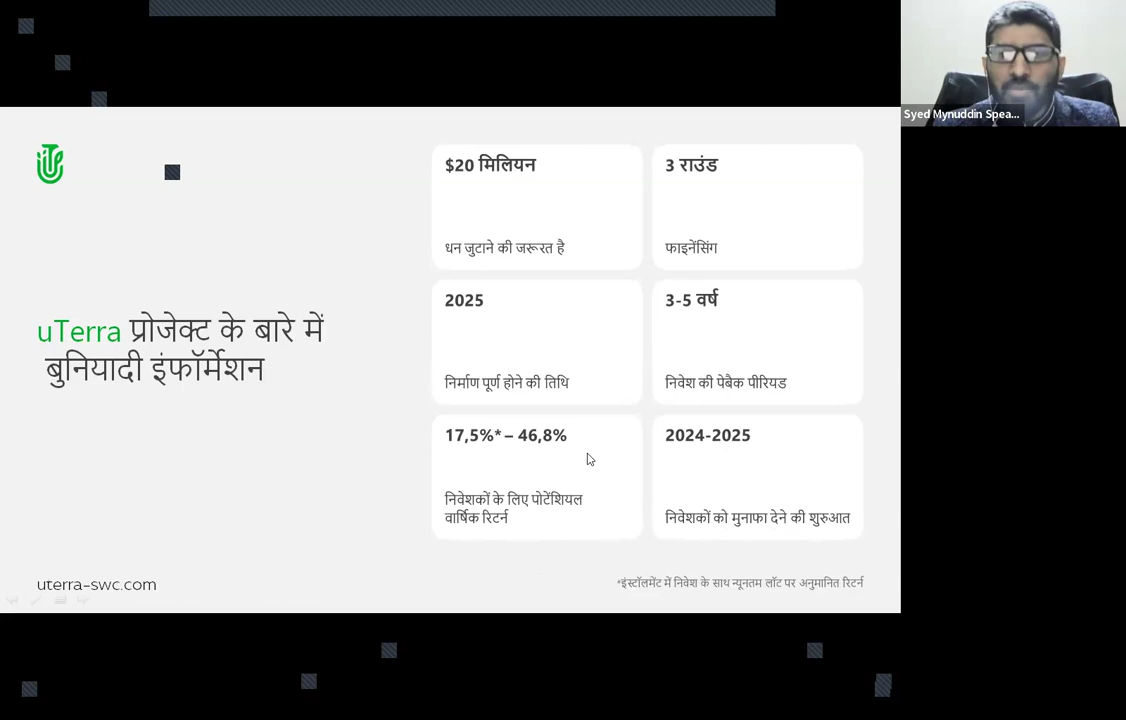 Syed Mynuddin Spea...
$20 मिलियन
धन जुटाने की जरूरत है
3 राउंड
फाइनेंसिंग
uTerra प्रोजेक्ट के बारे में
बुनियादी इंफॉर्मेशन
2025
निर्माण पूर्ण होने की तिथि
3-5 वर्ष
निवेश की पेबैक पीरियड
17,5%* – 46,8%
निवेशकों के लिए पोटेंशियल
वार्षिक रिटर्न
2024-2025
निवेशकों को मुनाफा देने की शुरुआत
uterra-swc.com
*इंस्टॉलमेंट में निवेश के साथ न्यूनतम लॉट पर अनुमानित रिटर्न